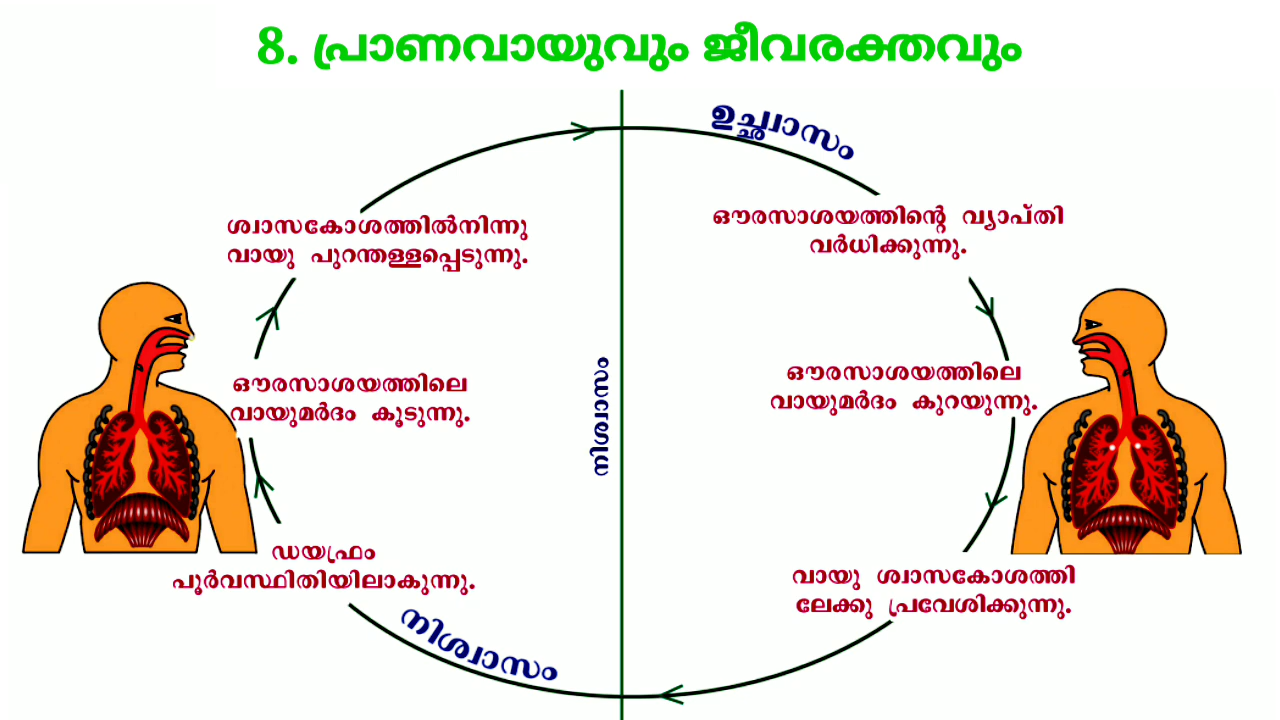 8. പ്രാണവായുവും ജീവരക്തവും
ഉച്ഛ്വാസം
ഔരസാശയത്തിന്റെ വ്യാപ്തി
വർധിക്കുന്നു.
ഔരസാശയത്തിലെ
വായുമർദം കുറയുന്നു.
വായു ശ്വാസകോശത്തി
ലേക്കു പ്രവേശിക്കുന്നു.
നിശ്വാസം
നിശ്വാസം
ഡയഫ്രം
പൂർവസ്ഥിതിയിലാകുന്നു.
ഔരസാശയത്തിലെ
വായുമർദം കൂടുന്നു.
ശ്വാസകോശത്തിൽനിന്നു
വായു പുറന്തള്ളപ്പെടുന്നു.